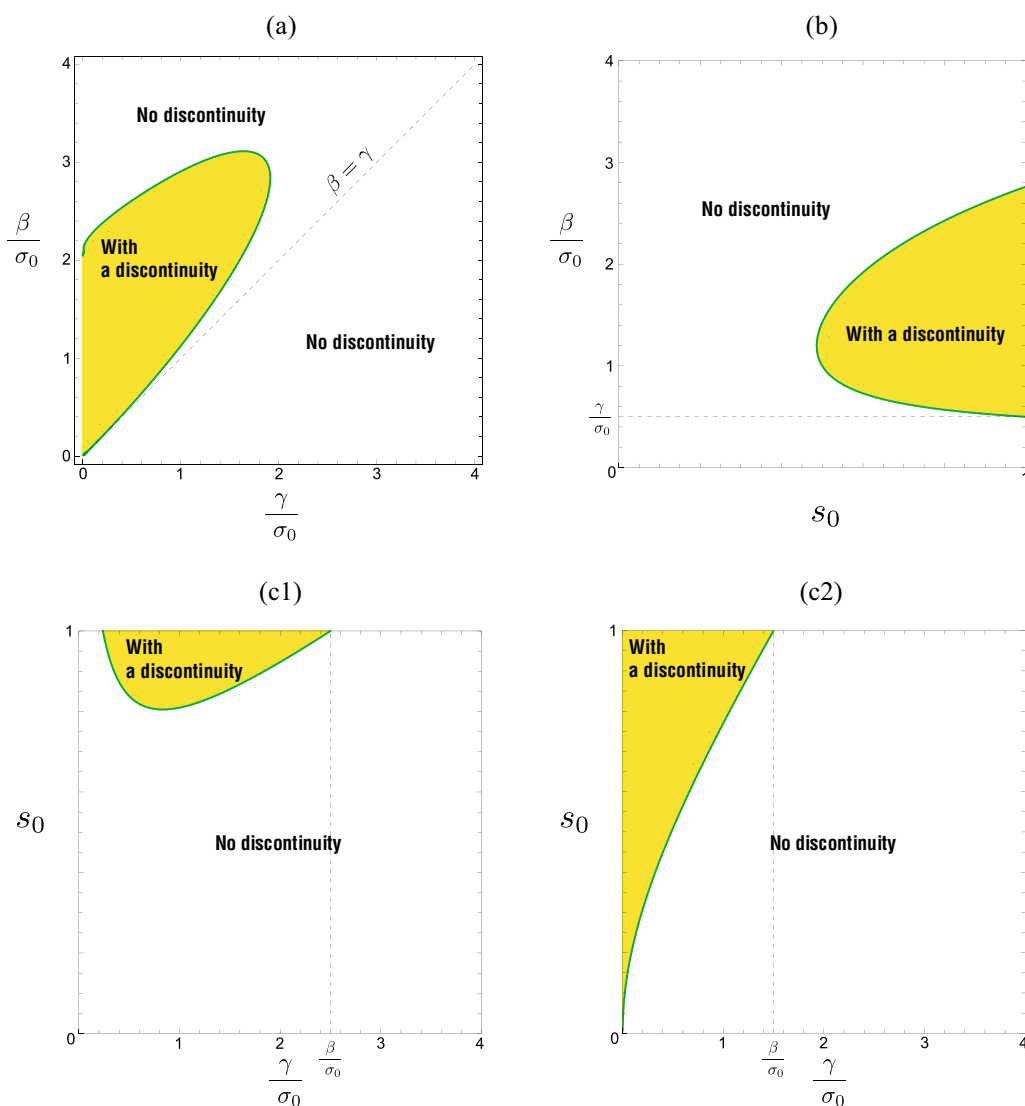 (a)
4
3
2
1
0
0 1 2 3 4
No discontinuity
β = γ
With
a discontinuity
No discontinuity
β/σ₀
γ/σ₀
(b)
4
3
2
1
γ/σ₀
0
0
No discontinuity
With a discontinuity
β/σ₀
s₀
(c1)
1
0
1 2 β/σ₀ 4
With
a discontinuity
No discontinuity
s₀
γ/σ₀
(c2)
1
0
0 1 β/σ₀ 2 3 4
With
a discontinuity
No discontinuity
s₀
γ/σ₀